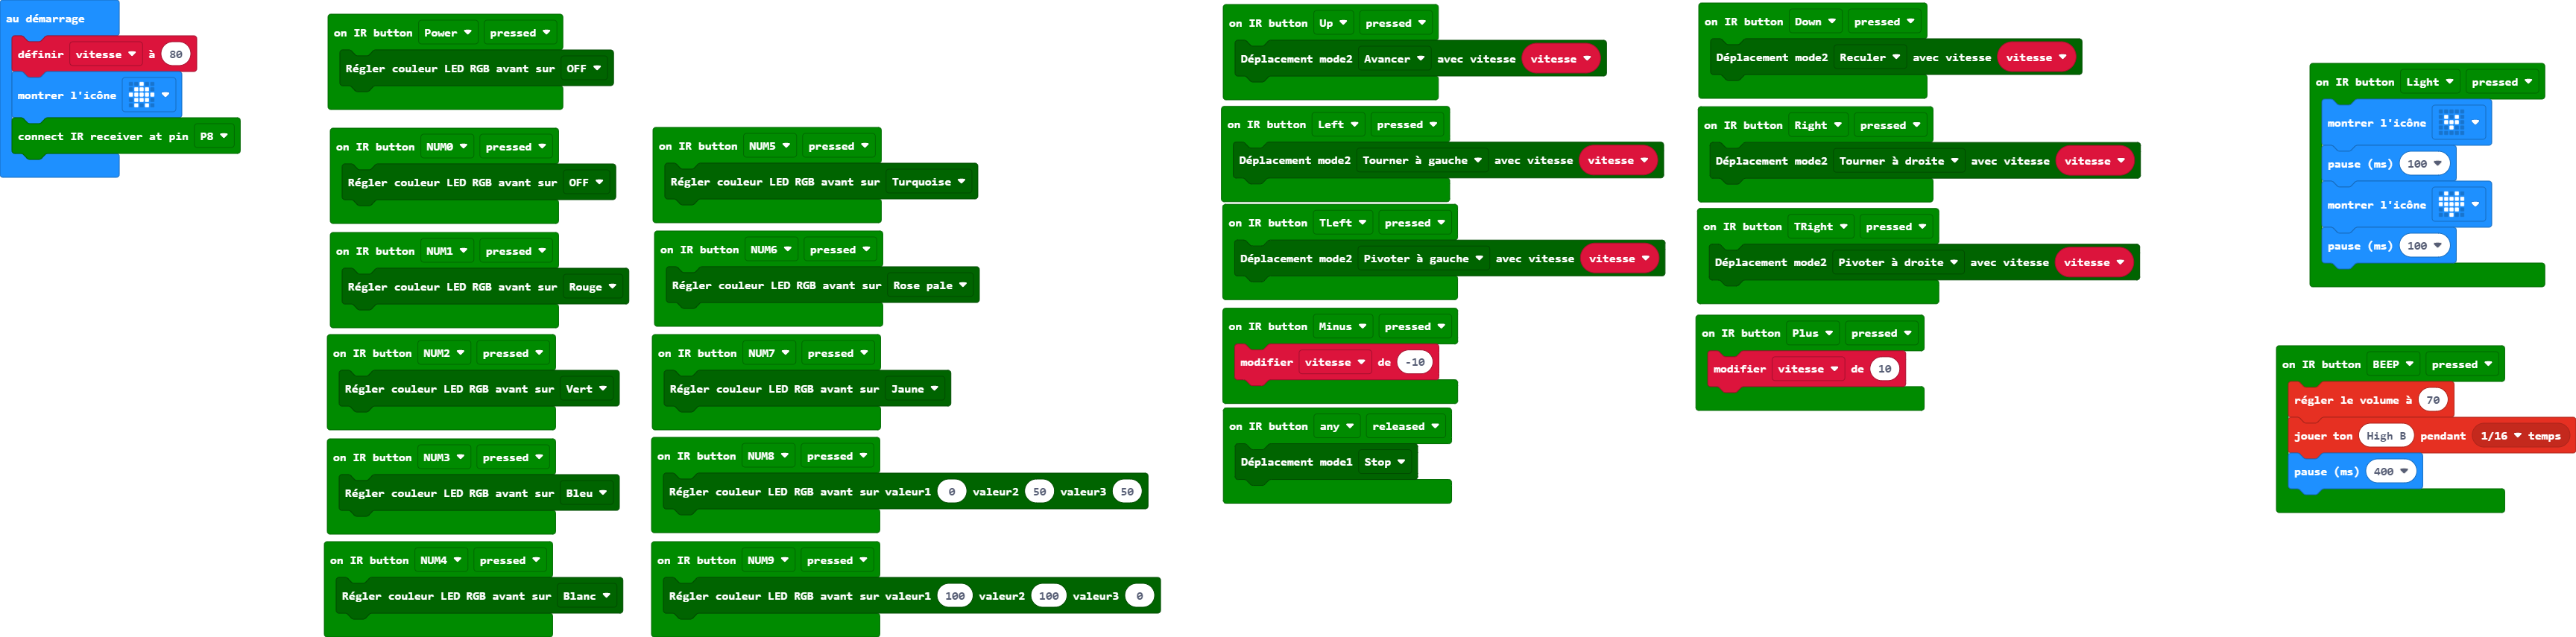 au démarrage
définir vitesse à 80
montrer l'icône
connect IR receiver at pin P8
on IR button Power pressed
Régler couleur LED RGB avant sur OFF
on IR button NUM0 pressed
Régler couleur LED RGB avant sur OFF
on IR button NUM1 pressed
Régler couleur LED RGB avant sur Rouge
on IR button NUM2 pressed
Régler couleur LED RGB avant sur Vert
on IR button NUM3 pressed
Régler couleur LED RGB avant sur Bleu
on IR button NUM4 pressed
Régler couleur LED RGB avant sur Blanc
on IR button NUM5 pressed
Régler couleur LED RGB avant sur Turquoise
on IR button NUM6 pressed
Régler couleur LED RGB avant sur Rose pale
on IR button NUM7 pressed
Régler couleur LED RGB avant sur Jaune
on IR button NUM8 pressed
Régler couleur LED RGB avant sur valeur1 0 valeur2 50 valeur3 50
on IR button NUM9 pressed
Régler couleur LED RGB avant sur valeur1 100 valeur2 100 valeur3 0
on IR button Up pressed
Déplacement mode2 Avancer avec vitesse vitesse
on IR button Left pressed
Déplacement mode2 Tourner à gauche avec vitesse vitesse
on IR button TLeft pressed
Déplacement mode2 Pivoter à gauche avec vitesse vitesse
on IR button Minus pressed
modifier vitesse de -10
on IR button any released
Déplacement mode1 Stop
on IR button Down pressed
Déplacement mode2 Reculer avec vitesse vitesse
on IR button Right pressed
Déplacement mode2 Tourner à droite avec vitesse vitesse
on IR button TRight pressed
Déplacement mode2 Pivoter à droite avec vitesse vitesse
on IR button Plus pressed
modifier vitesse de 10
on IR button Light pressed
montrer l'icône
pause (ms) 100
montrer l'icône
pause (ms) 100
on IR button BEEP pressed
régler le volume à 70
jouer ton High B pendant 1/16 temps
pause (ms) 400